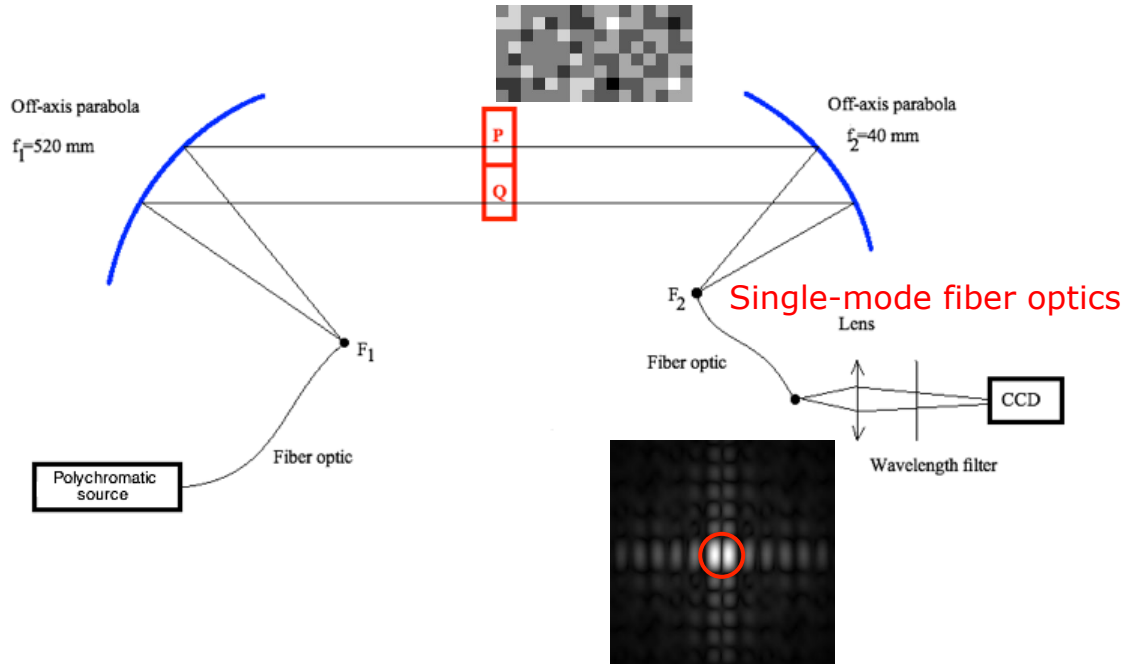 Off-axis parabola
f1=520 mm
P
Q
Off-axis parabola
f2=40 mm
F1
F2
Single-mode fiber optics
Lens
Fiber optic
CCD
Wavelength filter
Fiber optic
Polychromatic
source